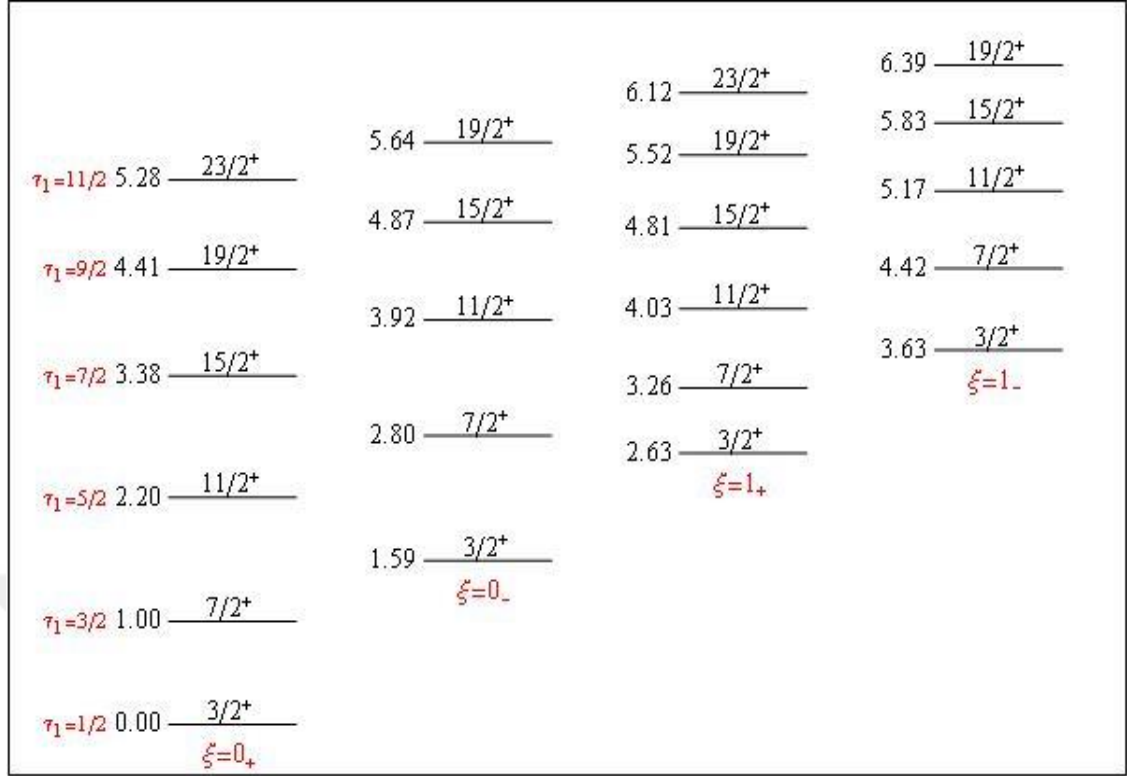 6.39 19/2⁺
6.12 23/2⁺
5.83 15/2⁺
5.64 19/2⁺
5.52 19/2⁺
τ₁=11/2 5.28 23/2⁺
5.17 11/2⁺
4.87 15/2⁺
4.81 15/2⁺
τ₁=9/2 4.41 19/2⁺
4.42 7/2⁺
3.92 11/2⁺
4.03 11/2⁺
τ₁=7/2 3.38 15/2⁺
3.26 7/2⁺
3.63 3/2⁺
ξ=1₋
2.80 7/2⁺
2.63 3/2⁺
ξ=1₊
τ₁=5/2 2.20 11/2⁺
1.59 3/2⁺
ξ=0₋
τ₁=3/2 1.00 7/2⁺
τ₁=1/2 0.00 3/2⁺
ξ=0₊